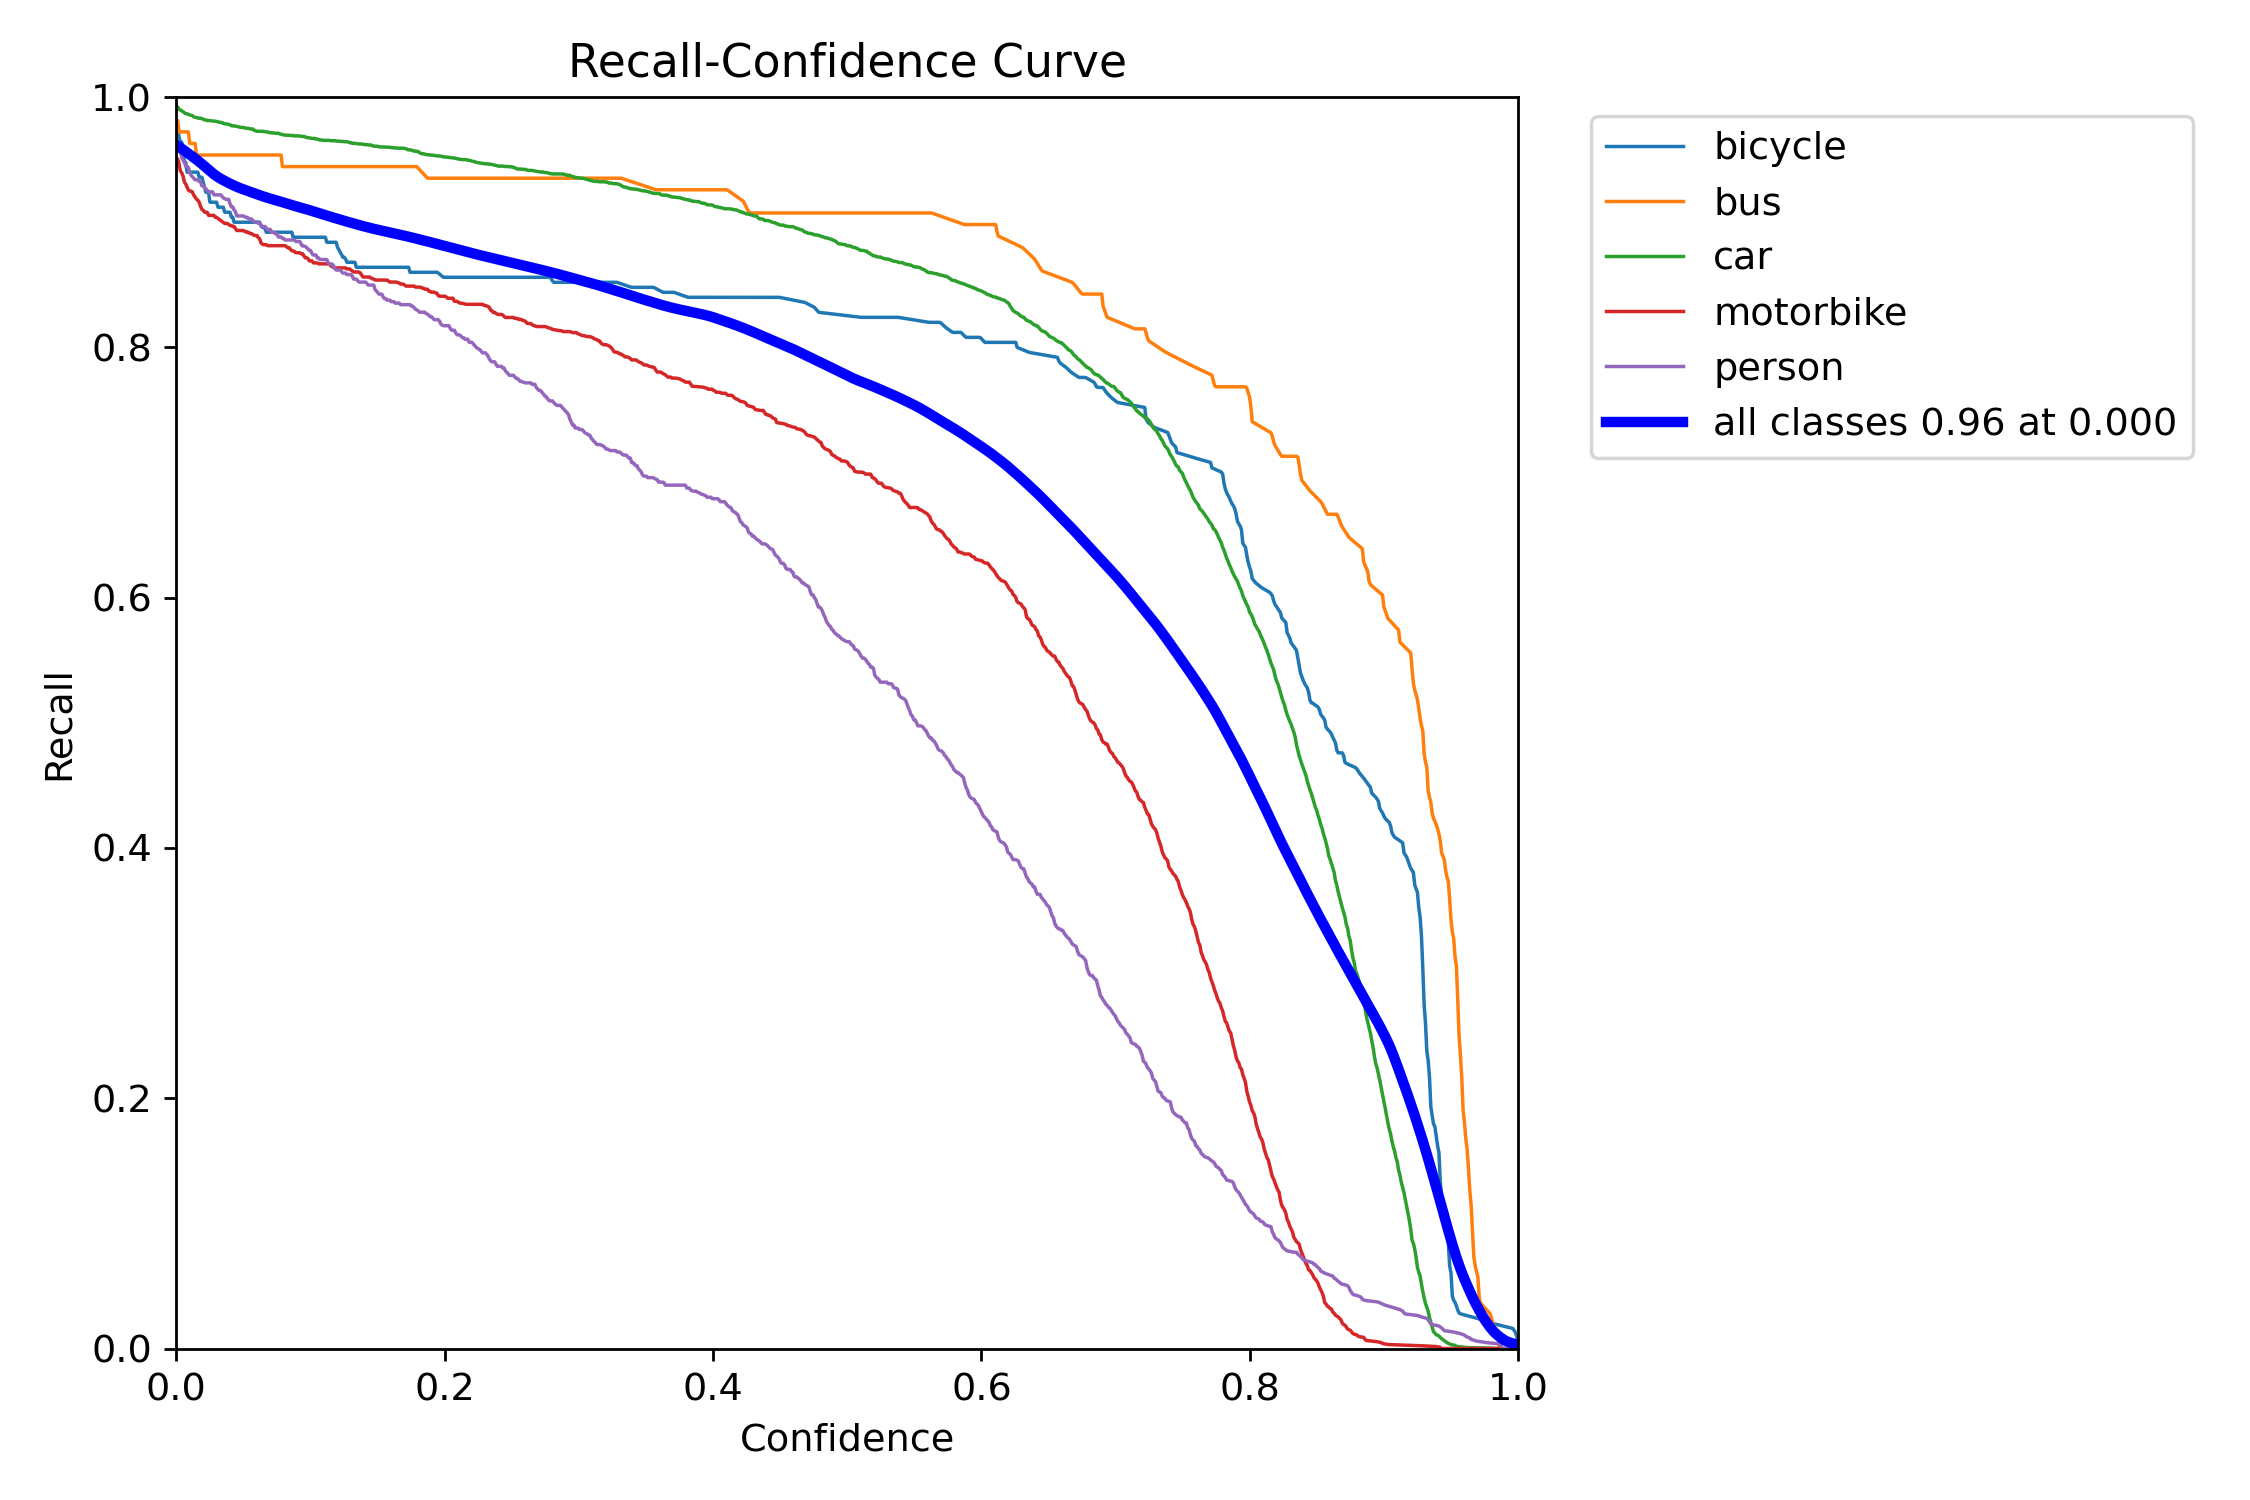 Recall-Confidence Curve
1.0
0.8
0.6
0.4
0.2
0.0
Recall
0.0 0.2 0.4 0.6 0.8 1.0
Confidence
bicycle
bus
car
motorbike
person
all classes 0.96 at 0.000